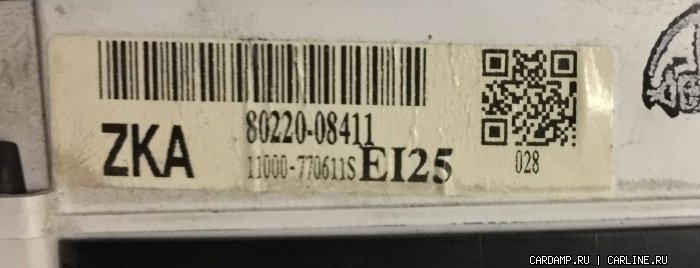 ZKA
80220-08411
11000-770611S EI25
028
CARDAMP.RU | CARLINE.RU